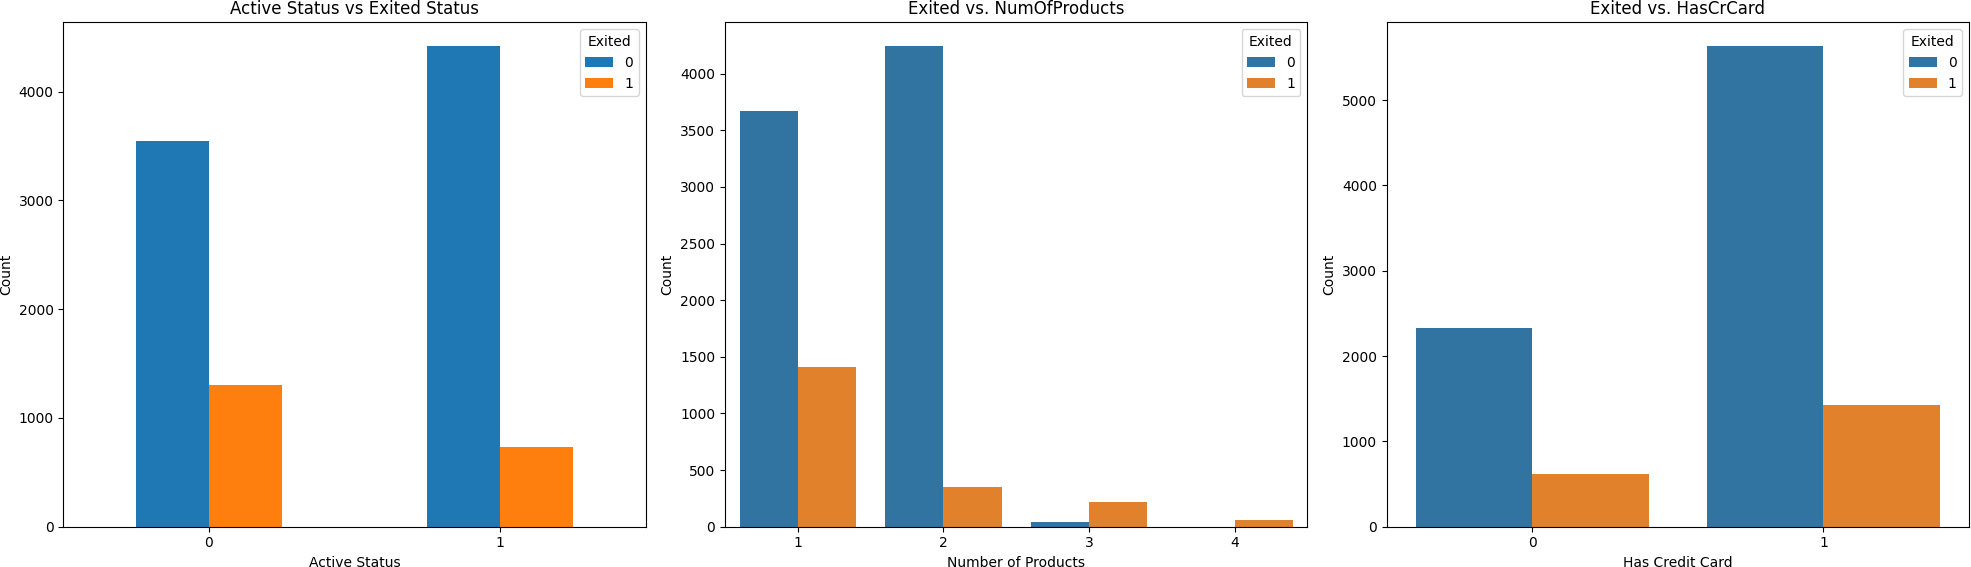 Active Status vs Exited Status
Exited
0
1
4000
3000
2000
1000
0
Count
0 1
Active Status
Exited vs. NumOfProducts
Exited
0
1
4000
3500
3000
2500
2000
1500
1000
500
0
Count
1 2 3 4
Number of Products
Exited vs. HasCrCard
Exited
0
1
5000
4000
3000
2000
1000
0
Count
0 1
Has Credit Card